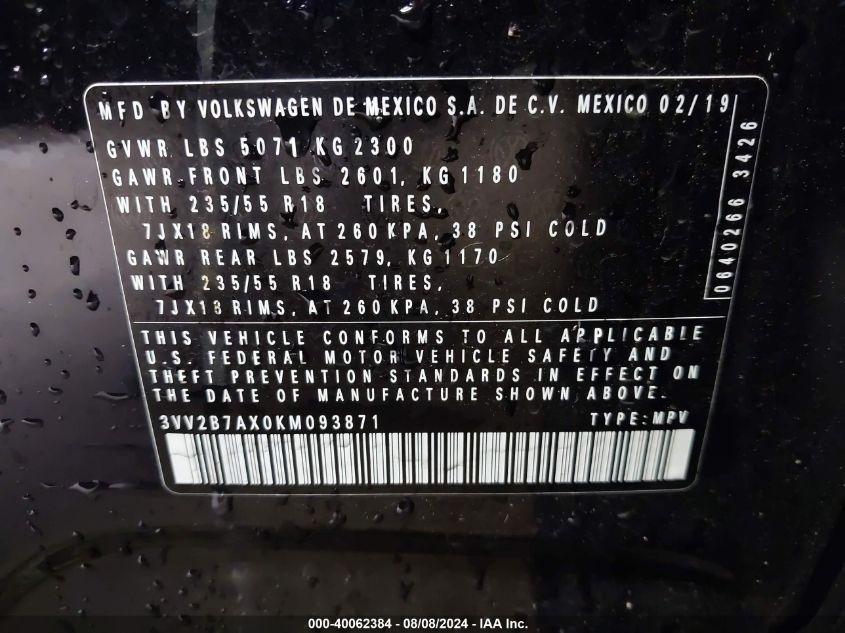 MFD BY VOLKSWAGEN DE MEXICO S.A. DE C.V. MEXICO 02/19
GVWR LBS 5071 KG 2300
GAWR FRONT LBS 2601, KG 1180
WITH 235/55 R18 TIRES,
7JX18 RIMS, AT 260 KPA, 38 PSI COLD
GAWR REAR LBS 2579, KG 1170
WITH 235/55 R18 TIRES,
7JX18 RIMS, AT 260 KPA, 38 PSI COLD
0640266 3426
THIS VEHICLE CONFORMS TO ALL APPLICABLE
U.S. FEDERAL MOTOR VEHICLE SAFETY AND
THEFT PREVENTION STANDARDS IN EFFECT ON
THE DATE OF MANUFACTURE SHOWN ABOVE.
3VV2B7AX0KM093871 TYPE: MPV
000-40062384 - 08/08/2024 - IAA Inc.